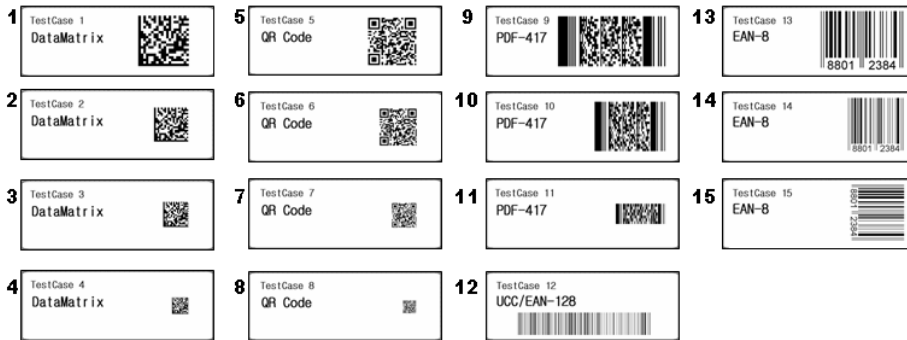 1
TestCase 1
DataMatrix
2
TestCase 2
DataMatrix
3
TestCase 3
DataMatrix
4
TestCase 4
DataMatrix
5
TestCase 5
QR Code
6
TestCase 6
QR Code
7
TestCase 7
QR Code
8
TestCase 8
QR Code
9
TestCase 9
PDF-417
10
TestCase 10
PDF-417
11
TestCase 11
PDF-417
12
TestCase 12
UCC/EAN-128
13
TestCase 13
EAN-8
8801 2384
14
TestCase 14
EAN-8
8801 2384
15
TestCase 15
EAN-8
8801 2384